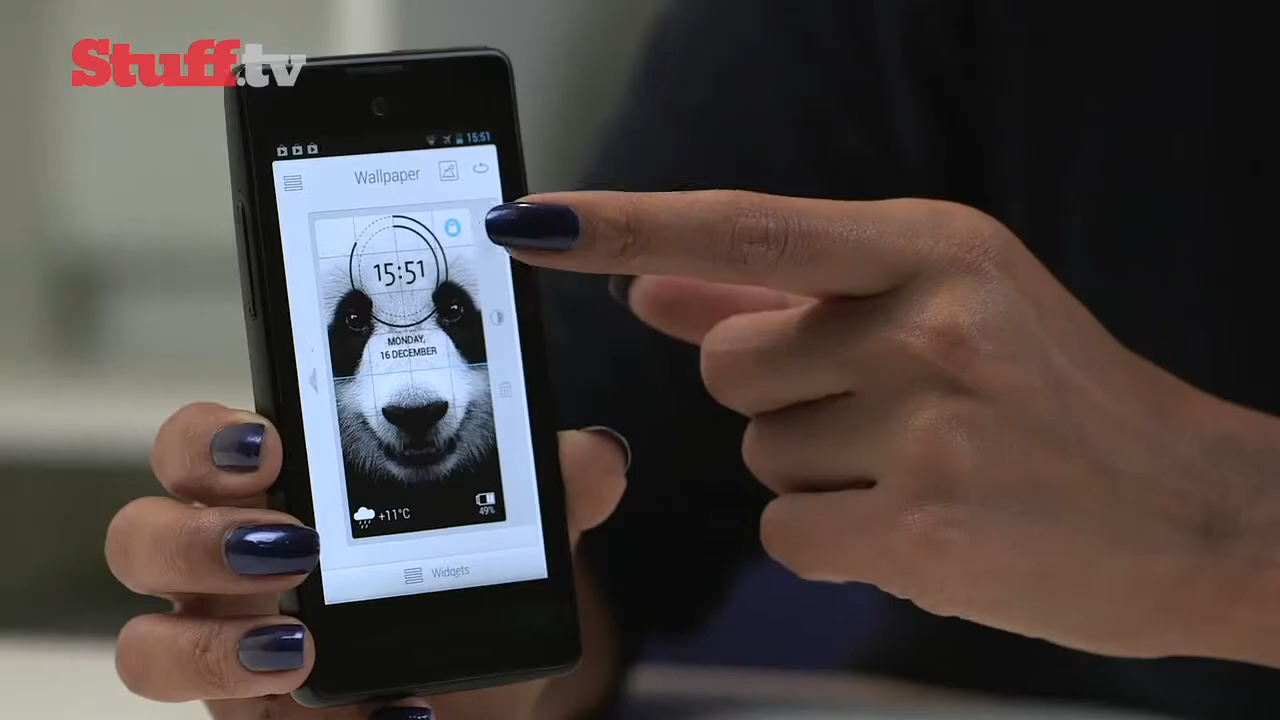 Stuff.tv
15:51
Wallpaper
15:51
MONDAY,
16 DECEMBER
+11°C
49%
Widgets